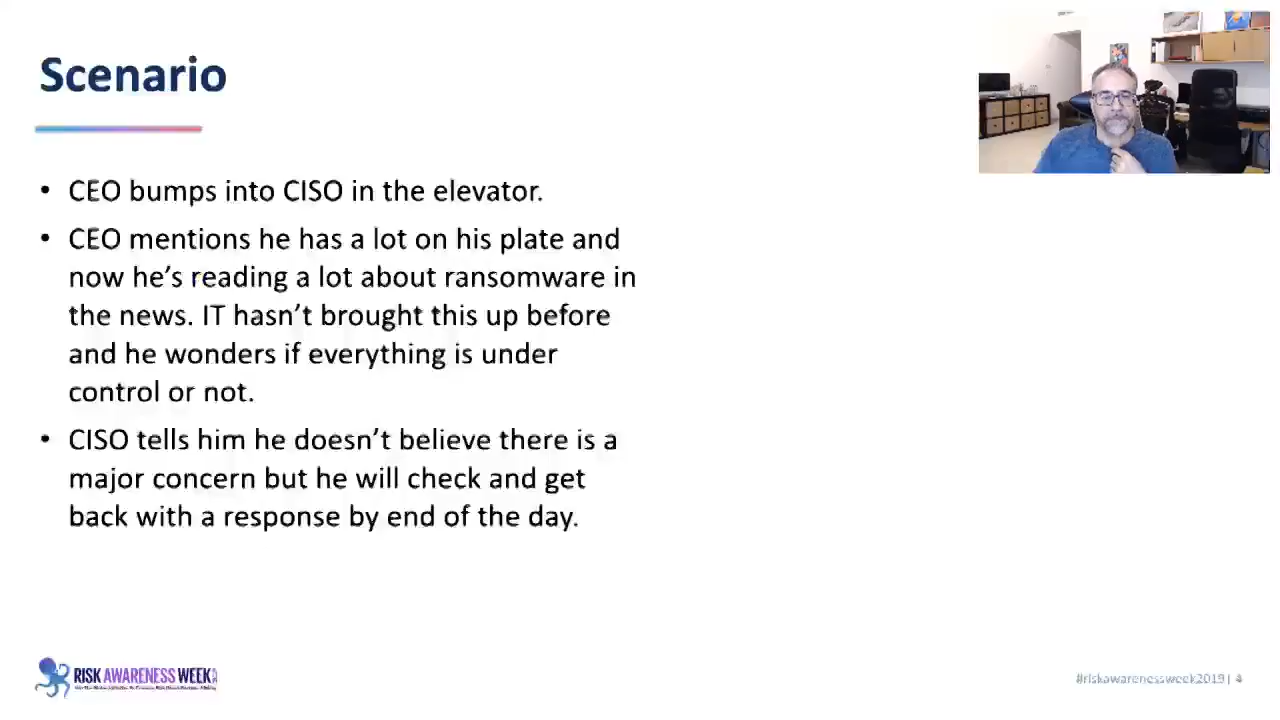 Scenario
• CEO bumps into CISO in the elevator.
• CEO mentions he has a lot on his plate and
now he’s reading a lot about ransomware in
the news. IT hasn’t brought this up before
and he wonders if everything is under
control or not.
• CISO tells him he doesn’t believe there is a
major concern but he will check and get
back with a response by end of the day.
RISK AWARENESS WEEK
#riskawarenessweek2019 | 4